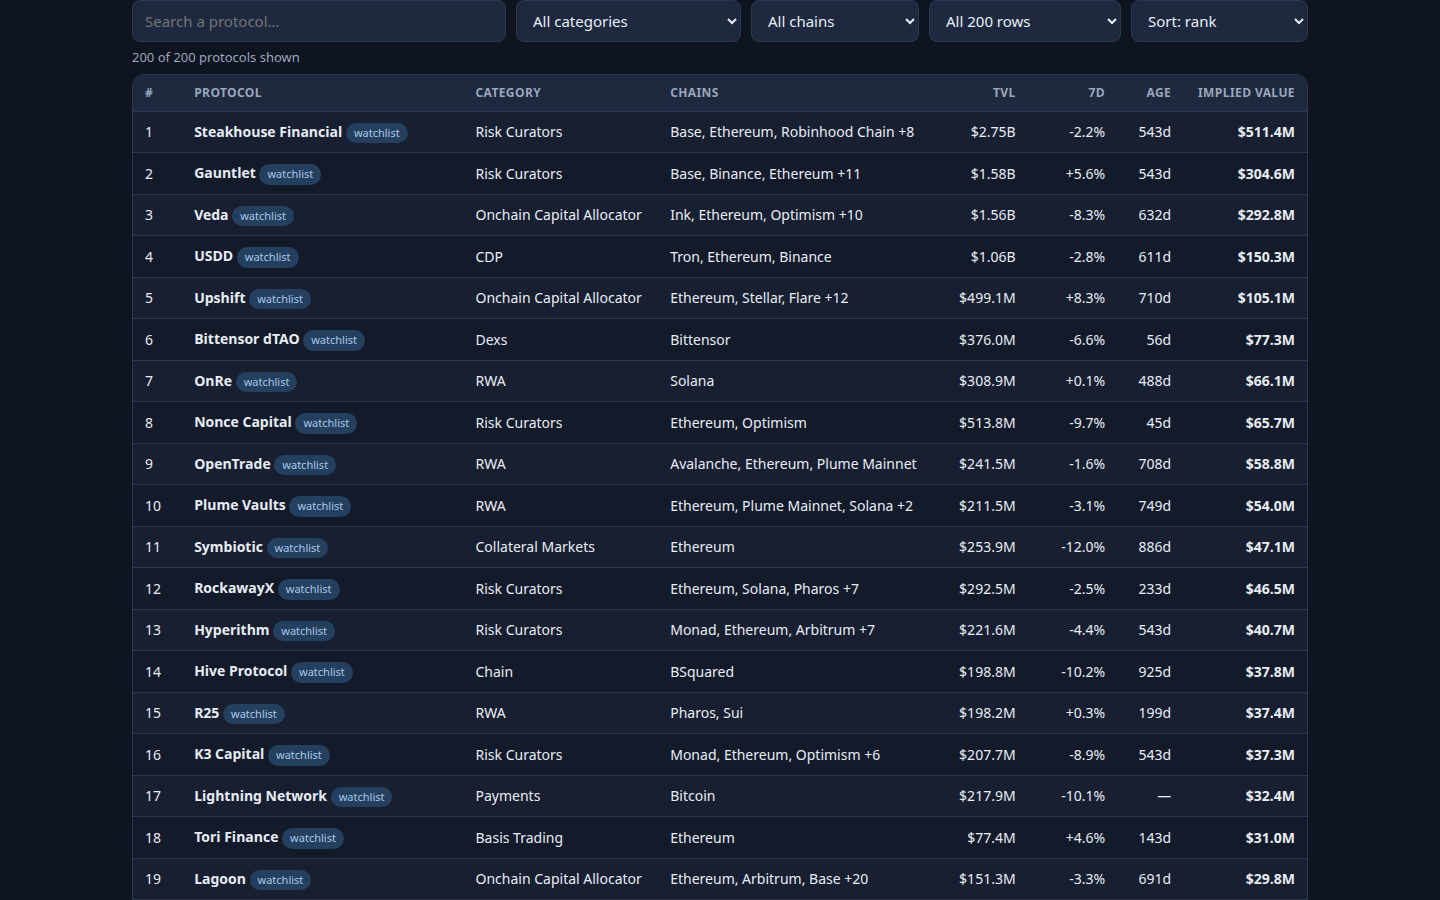 Search a protocol... All categories All chains All 200 rows Sort: rank
200 of 200 protocols shown
# PROTOCOL CATEGORY CHAINS TVL 7D AGE IMPLIED VALUE
1 Steakhouse Financial watchlist Risk Curators Base, Ethereum, Robinhood Chain +8 $2.75B -2.2% 543d $511.4M
2 Gauntlet watchlist Risk Curators Base, Binance, Ethereum +11 $1.58B +5.6% 543d $304.6M
3 Veda watchlist Onchain Capital Allocator Ink, Ethereum, Optimism +10 $1.56B -8.3% 632d $292.8M
4 USDD watchlist CDP Tron, Ethereum, Binance $1.06B -2.8% 611d $150.3M
5 Upshift watchlist Onchain Capital Allocator Ethereum, Stellar, Flare +12 $499.1M +8.3% 710d $105.1M
6 Bittensor dTAO watchlist Dexs Bittensor $376.0M -6.6% 56d $77.3M
7 OnRe watchlist RWA Solana $308.9M +0.1% 488d $66.1M
8 Nonce Capital watchlist Risk Curators Ethereum, Optimism $513.8M -9.7% 45d $65.7M
9 OpenTrade watchlist RWA Avalanche, Ethereum, Plume Mainnet $241.5M -1.6% 708d $58.8M
10 Plume Vaults watchlist RWA Ethereum, Plume Mainnet, Solana +2 $211.5M -3.1% 749d $54.0M
11 Symbiotic watchlist Collateral Markets Ethereum $253.9M -12.0% 886d $47.1M
12 RockawayX watchlist Risk Curators Ethereum, Solana, Pharos +7 $292.5M -2.5% 233d $46.5M
13 Hyperithm watchlist Risk Curators Monad, Ethereum, Arbitrum +7 $221.6M -4.4% 543d $40.7M
14 Hive Protocol watchlist Chain BSquared $198.8M -10.2% 925d $37.8M
15 R25 watchlist RWA Pharos, Sui $198.2M +0.3% 199d $37.4M
16 K3 Capital watchlist Risk Curators Monad, Ethereum, Optimism +6 $207.7M -8.9% 543d $37.3M
17 Lightning Network watchlist Payments Bitcoin $217.9M -10.1% — $32.4M
18 Tori Finance watchlist Basis Trading Ethereum $77.4M +4.6% 143d $31.0M
19 Lagoon watchlist Onchain Capital Allocator Ethereum, Arbitrum, Base +20 $151.3M -3.3% 691d $29.8M